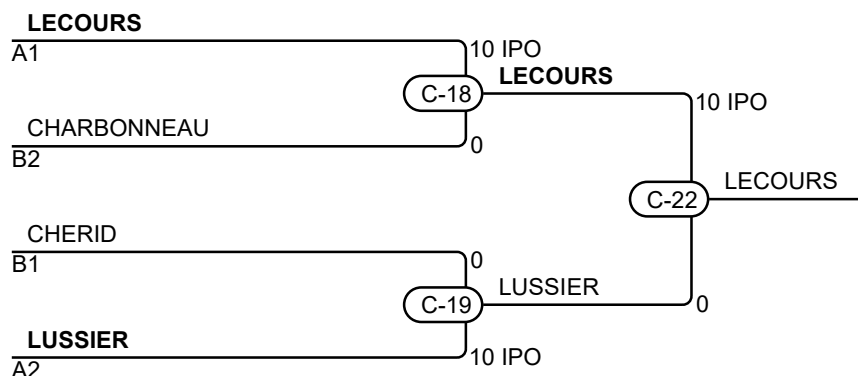 LECOURS
A1
10 IPO
C-18
LECOURS
10 IPO
CHARBONNEAU
B2
0
C-22
LECOURS
CHERID
B1
0
C-19
LUSSIER
0
LUSSIER
A2
10 IPO